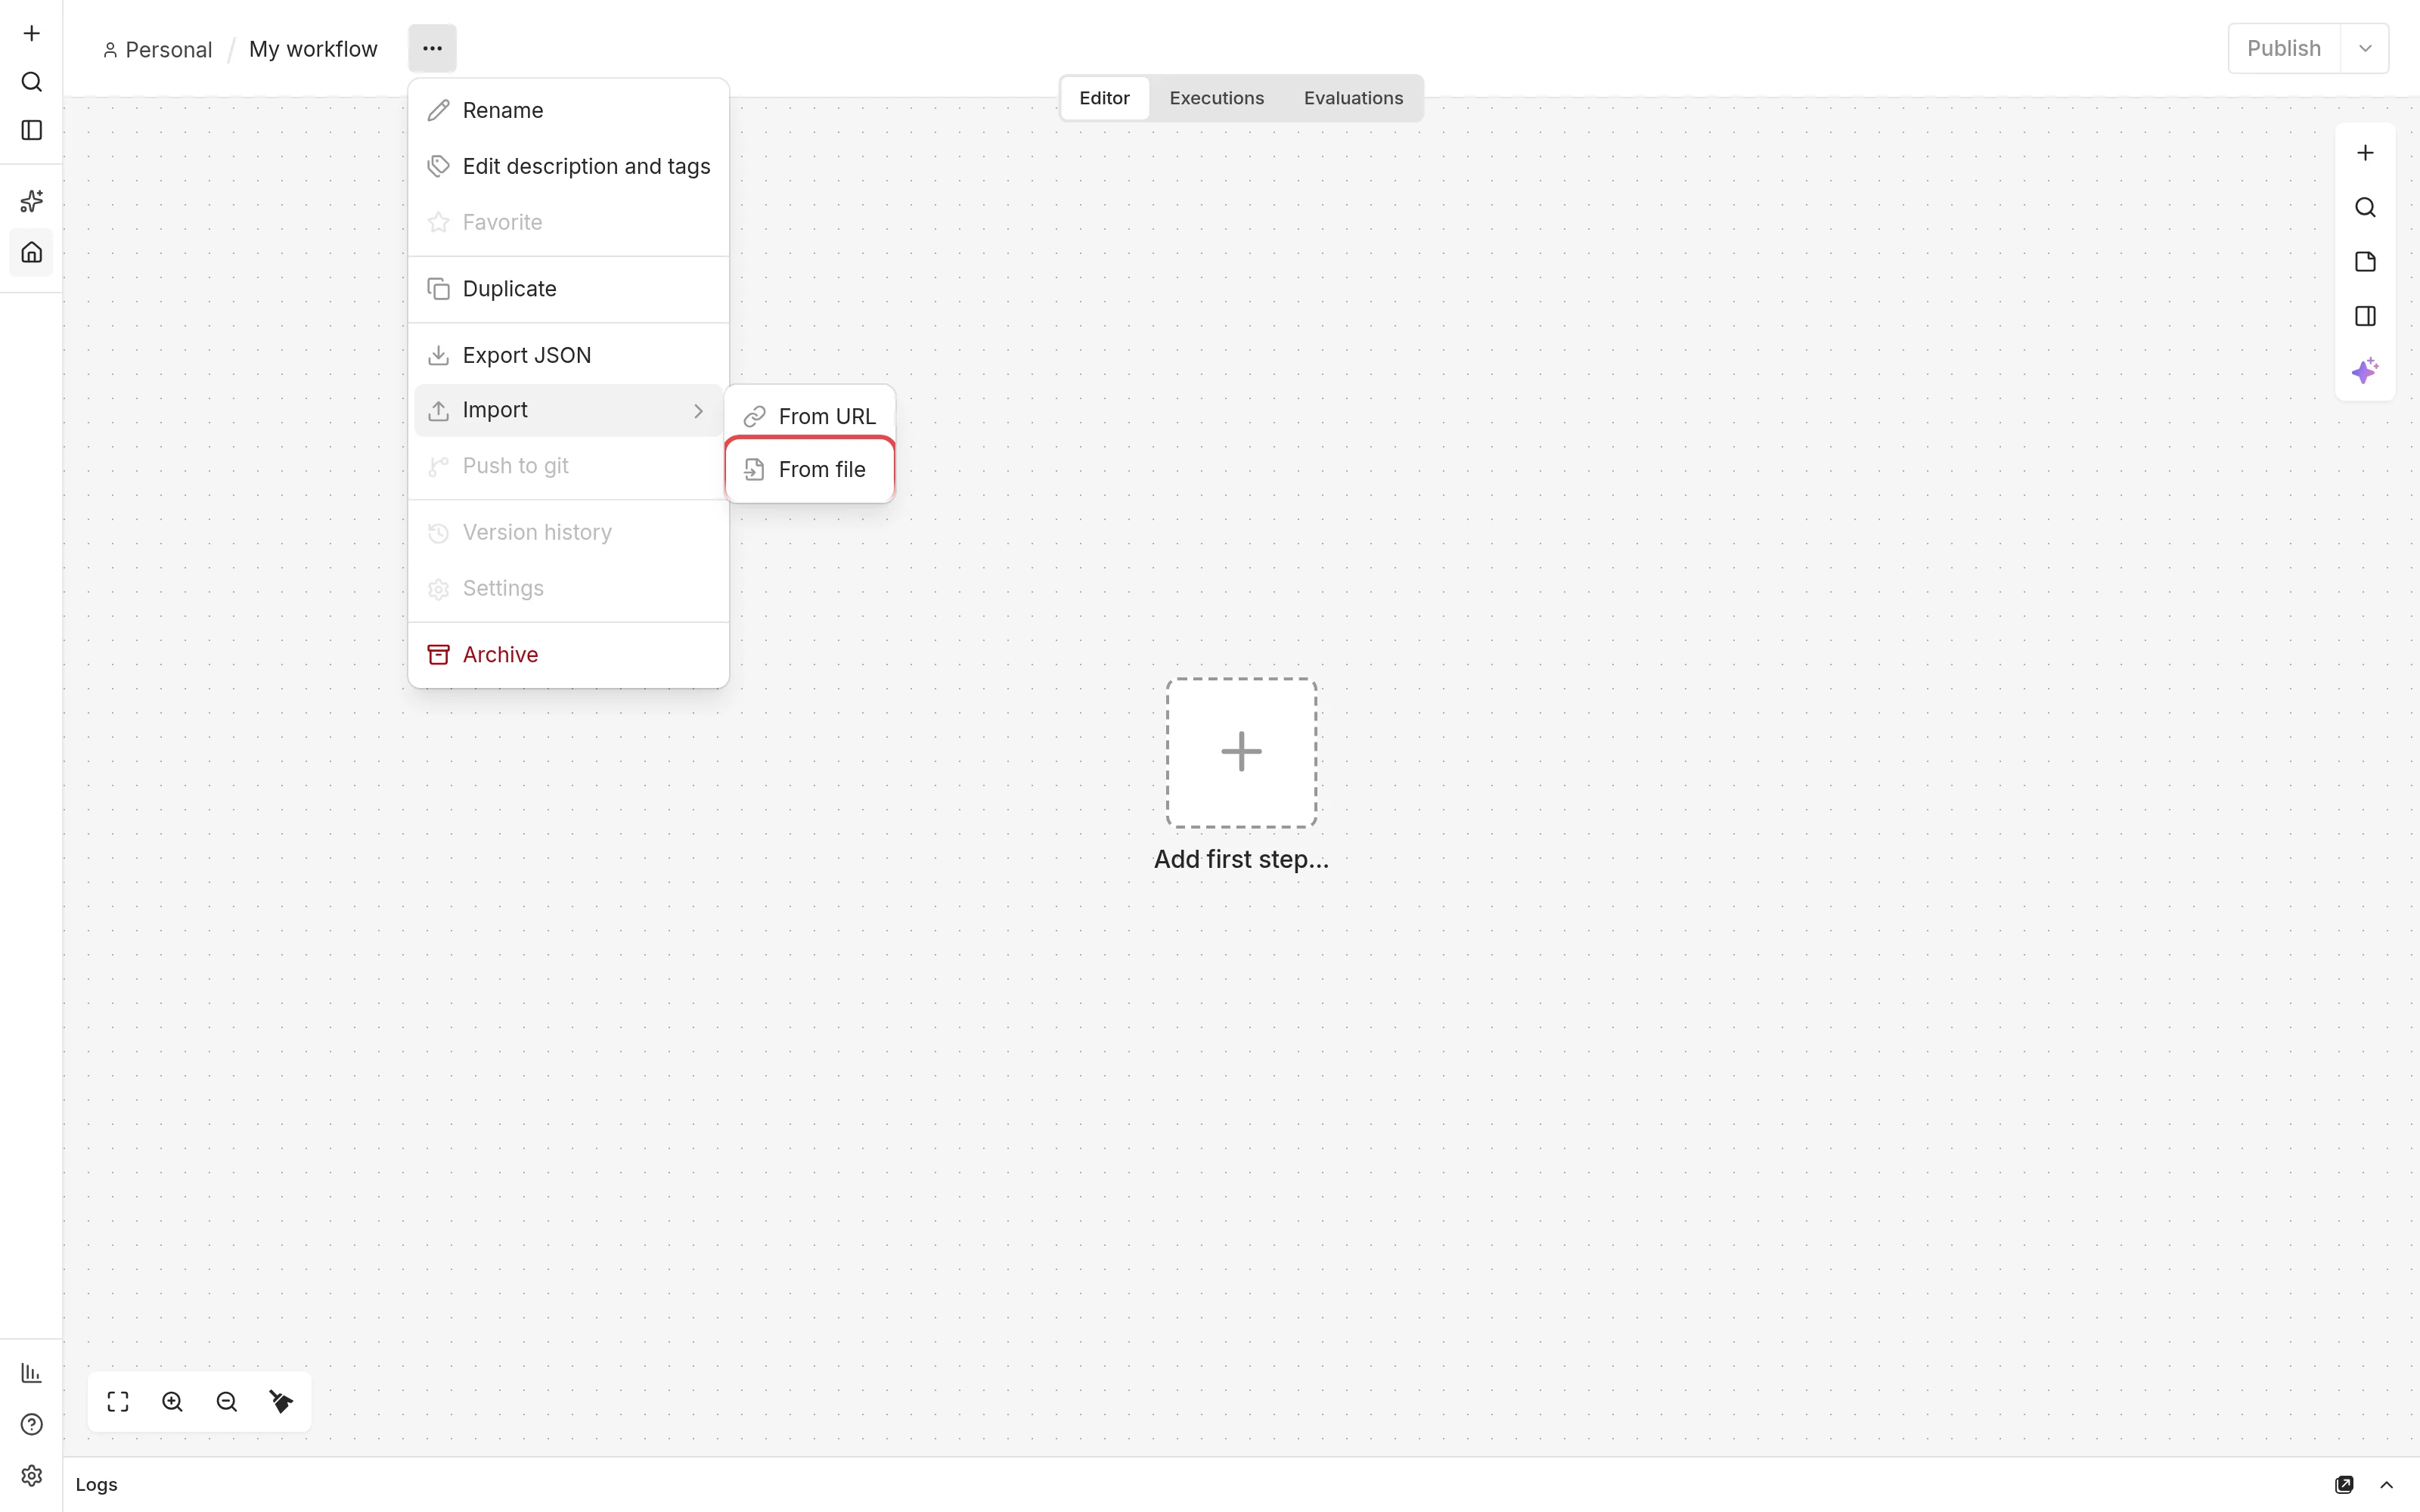 Personal / My workflow
Publish
Editor
Executions
Evaluations
Rename
Edit description and tags
Favorite
Duplicate
Export JSON
Import
From URL
From file
Push to git
Version history
Settings
Archive
Add first step...
Logs